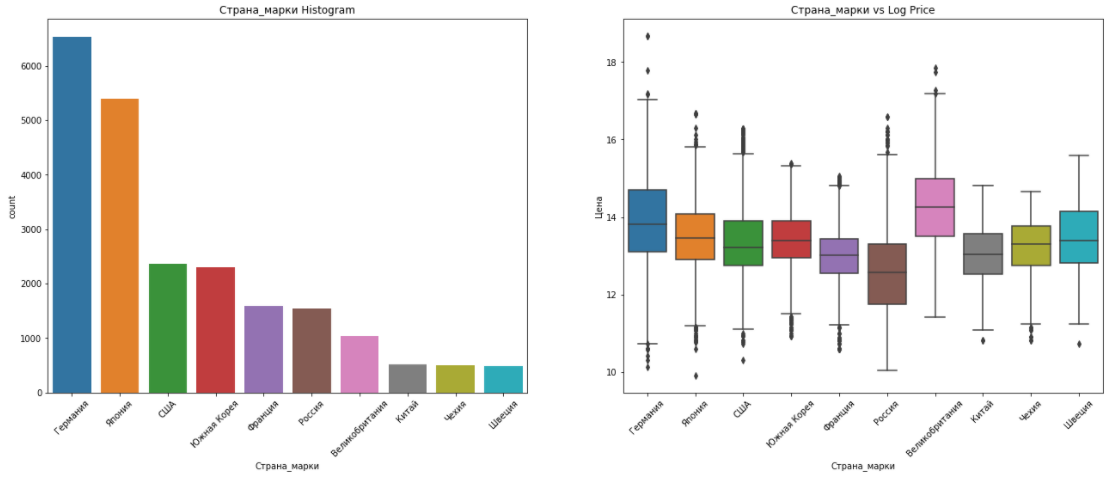 Страна_марки Histogram
count
6000
5000
4000
3000
2000
1000
0
Германия
Япония
США
Южная Корея
Франция
Россия
Великобритания
Китай
Чехия
Швеция
Страна_марки
Страна_марки vs Log Price
Цена
18
16
14
12
10
Германия
Япония
США
Южная Корея
Франция
Россия
Великобритания
Китай
Чехия
Швеция
Страна_марки